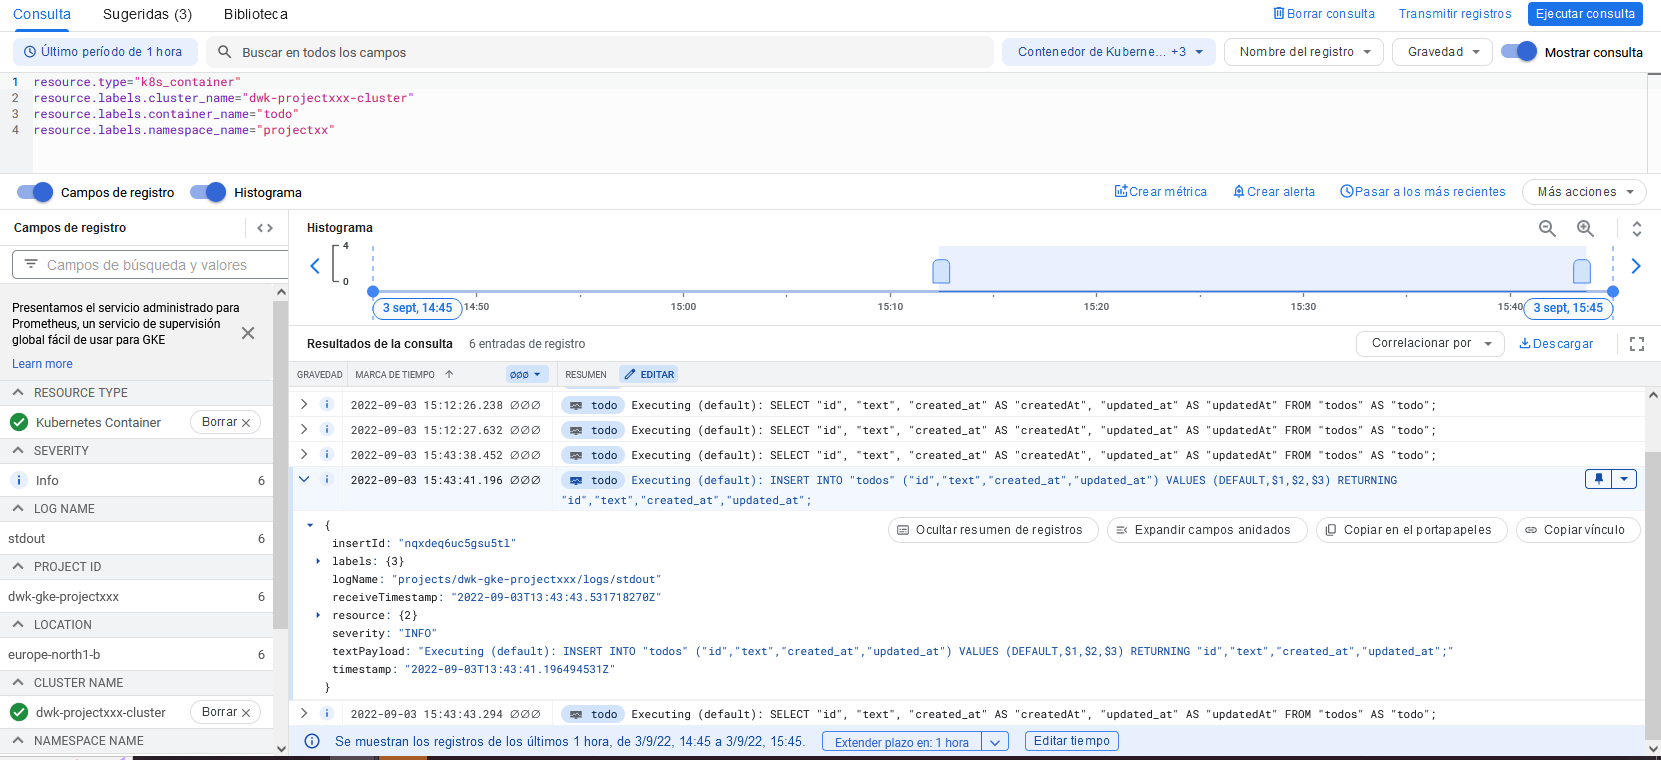 Consulta Sugeridas (3) Biblioteca Borrar consulta Transmitir registros Ejecutar consulta
Último período de 1 hora Buscar en todos los campos Contenedor de Kuberne... +3 Nombre del registro Gravedad Mostrar consulta
1 resource.type="k8s_container"
2 resource.labels.cluster_name="dwk-projectxxx-cluster"
3 resource.labels.container_name="todo"
4 resource.labels.namespace_name="projectxx"
Campos de registro Histograma Crear métrica Crear alerta Pasar a los más recientes Más acciones
Campos de registro
Campos de búsqueda y valores
Presentamos el servicio administrado para
Prometheus, un servicio de supervisión
global fácil de usar para GKE
Learn more
RESOURCE TYPE
Kubernetes Container Borrar
SEVERITY
Info 6
LOG NAME
stdout 6
PROJECT ID
dwk-gke-projectxxx 6
LOCATION
europe-north1-b 6
CLUSTER NAME
dwk-projectxxx-cluster Borrar
NAMESPACE NAME
Histograma
4
0
3 sept, 14:45 14:50 15:00 15:10 15:20 15:30 15:40 3 sept, 15:45
Resultados de la consulta 6 entradas de registro Correlacionar por Descargar
GRAVEDAD MARCA DE TIEMPO ØØØ RESUMEN EDITAR
2022-09-03 15:12:26.238 ØØØ todo Executing (default): SELECT "id", "text", "created_at" AS "createdAt", "updated_at" AS "updatedAt" FROM "todos" AS "todo";
2022-09-03 15:12:27.632 ØØØ todo Executing (default): SELECT "id", "text", "created_at" AS "createdAt", "updated_at" AS "updatedAt" FROM "todos" AS "todo";
2022-09-03 15:43:38.452 ØØØ todo Executing (default): SELECT "id", "text", "created_at" AS "createdAt", "updated_at" AS "updatedAt" FROM "todos" AS "todo";
2022-09-03 15:43:41.196 ØØØ todo Executing (default): INSERT INTO "todos" ("id","text","created_at","updated_at") VALUES (DEFAULT,$1,$2,$3) RETURNING
"id","text","created_at","updated_at";
{ Ocultar resumen de registros Expandir campos anidados Copiar en el portapapeles Copiar vínculo
insertId: "nqxdeq6uc5gsu5tl"
labels: {3}
logName: "projects/dwk-gke-projectxxx/logs/stdout"
receiveTimestamp: "2022-09-03T13:43:43.531718270Z"
resource: {2}
severity: "INFO"
textPayload: "Executing (default): INSERT INTO "todos" ("id","text","created_at","updated_at") VALUES (DEFAULT,$1,$2,$3) RETURNING "id","text","created_at","updated_at";"
timestamp: "2022-09-03T13:43:41.196494531Z"
}
2022-09-03 15:43:43.294 ØØØ todo Executing (default): SELECT "id", "text", "created_at" AS "createdAt", "updated_at" AS "updatedAt" FROM "todos" AS "todo";
Se muestran los registros de los últimos 1 hora, de 3/9/22, 14:45 a 3/9/22, 15:45. Extender plazo en: 1 hora Editar tiempo